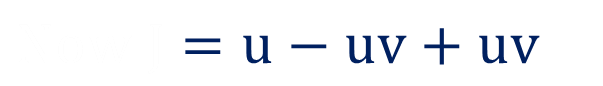 = u − uv + uv